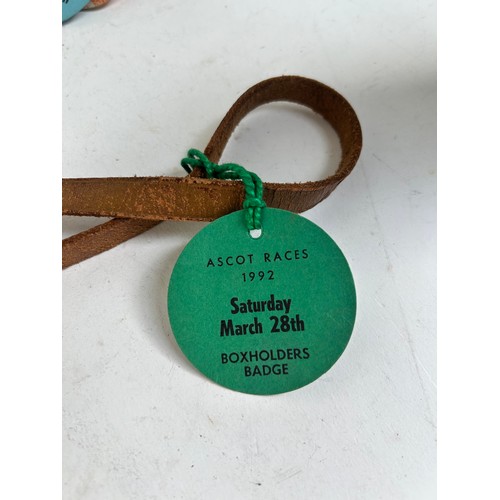 ASCOT RACES
1992
Saturday
March 28th
BOXHOLDERS
BADGE